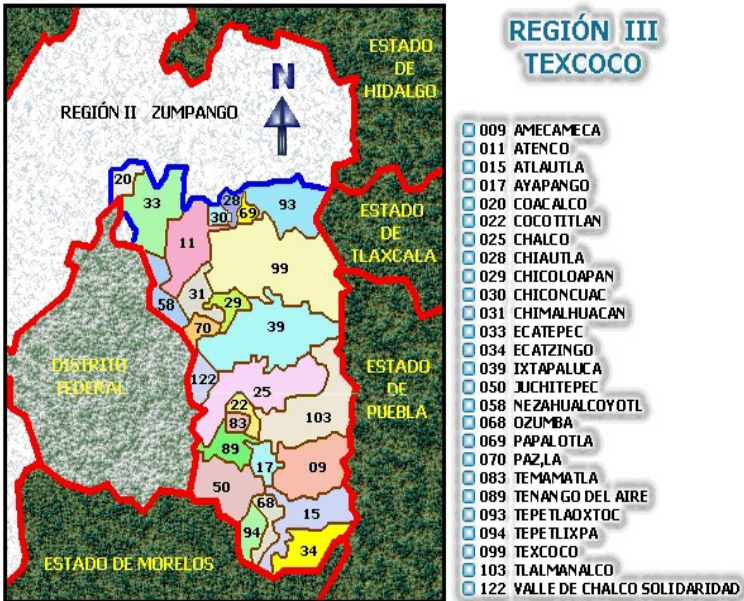 ESTADO
DE
HIDALGO
N
REGIÓN II ZUMPANGO
20
33
28
30
69
93
11
ESTADO
DE
TLAXCALA
99
31
58
29
70
39
DISTRITO
FEDERAL
122
25
ESTADO
DE
PUEBLA
22
83
103
89
17
09
50
68
15
94
34
ESTADO DE MORELOS
REGIÓN III
TEXCOCO
009 AMECAMECA
011 ATENCO
015 ATLAUTLA
017 AYAPANGO
020 COACALCO
022 COCOTITLAN
025 CHALCO
028 CHIAUTLA
029 CHICOLOAPAN
030 CHICONCUAC
031 CHIMALHUACAN
033 ECATEPEC
034 ECATZINGO
039 IXTAPALUCA
050 JUCHITEPEC
058 NEZAHUALCOYOTL
068 OZUMBA
069 PAPALOTLA
070 PAZ,LA
083 TEMAMATLA
089 TENANGO DEL AIRE
093 TEPETLAOXTOC
094 TEPETLIXPA
099 TEXCOCO
103 TLALMANALCO
122 VALLE DE CHALCO SOLIDARIDAD